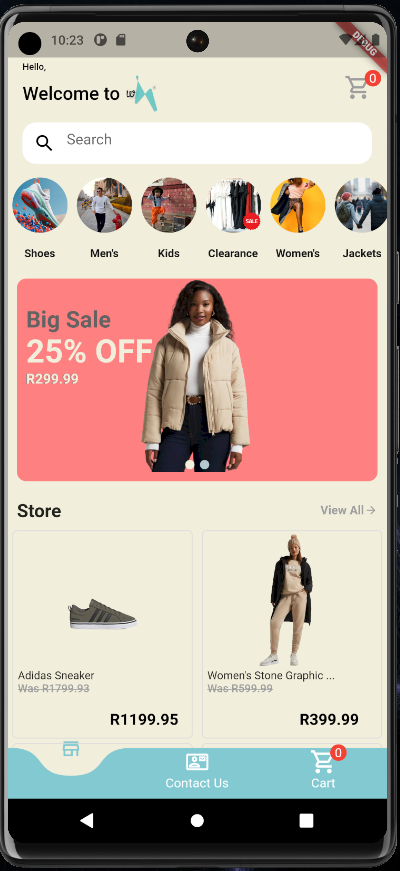 10:23
DEBUG
Hello,
Welcome to
0
Search
Shoes
Men's
Kids
SALE
Clearance
Women's
Jackets
Big Sale
25% OFF
R299.99
Store
View All →
Adidas Sneaker
Was R1799.93
R1199.95
Women's Stone Graphic ...
Was R599.99
R399.99
Contact Us
0
Cart